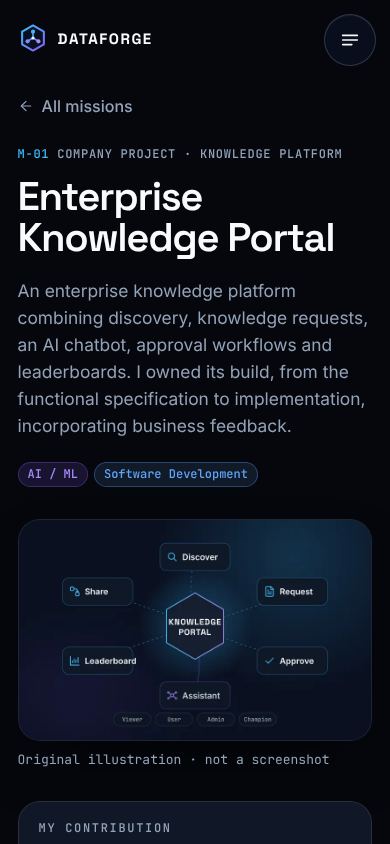 DATAFORGE
← All missions
M-01 COMPANY PROJECT · KNOWLEDGE PLATFORM
Enterprise
Knowledge Portal
An enterprise knowledge platform
combining discovery, knowledge requests,
an AI chatbot, approval workflows and
leaderboards. I owned its build, from the
functional specification to implementation,
incorporating business feedback.
AI / ML
Software Development
Discover
Share
Request
KNOWLEDGE
PORTAL
Leaderboard
Approve
Assistant
Viewer
User
Admin
Champion
Original illustration · not a screenshot
MY CONTRIBUTION